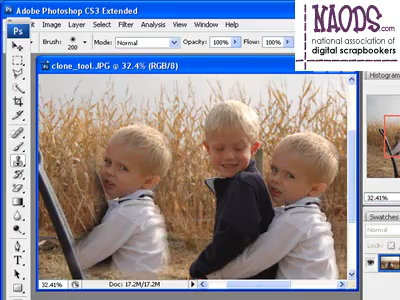 Adobe Photoshop CS3 Extended
File Edit Image Layer Select Filter Analysis View Window Help
Brush: 200 Mode: Normal Opacity: 100% Flow: 100%
NAODS.com
national association of
digital scrapbookers
Ps
clone_tool.JPG @ 32.4% (RGB/8)
Histogram
32.41%
Swatches
Normal
Lock:
32.41% Doc: 17.2M/17.2M